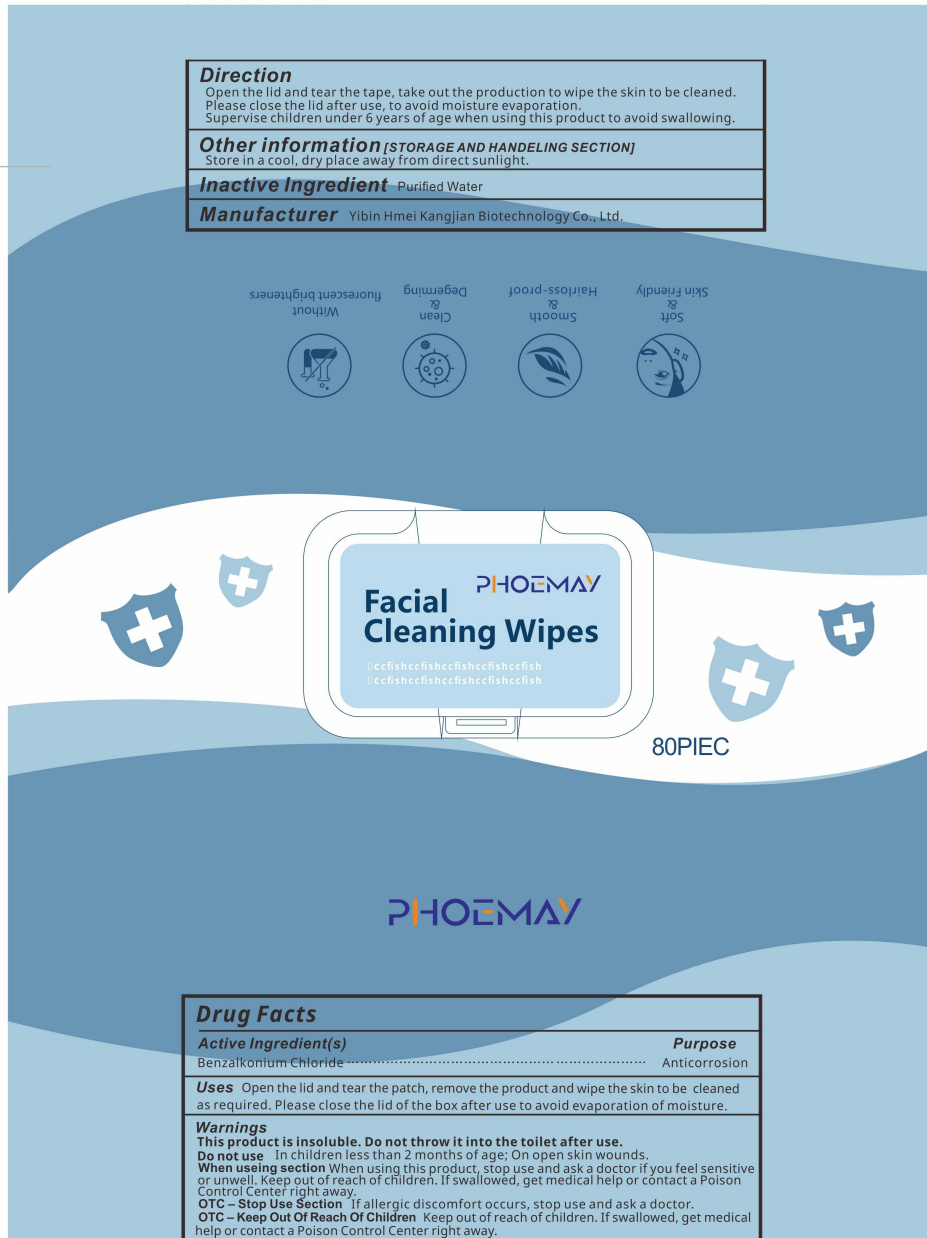 Direction
Open the lid and tear the tape, take out the production to wipe the skin to be cleaned.
Please close the lid after use, to avoid moisture evaporation.
Supervise children under 6 years of age when using this product to avoid swallowing.
Other information [STORAGE AND HANDELING SECTION]
Store in a cool, dry place away from direct sunlight.
Inactive Ingredient Purified Water
Manufacturer Yibin Hmei Kangjian Biotechnology Co., Ltd.
Without
fluorescent brighteners
Clean
&
Degerming
Smooth
&
Hairloss-proof
Soft
&
Skin Friendly
PHOEMAY
Facial
Cleaning Wipes
ccfishccfishccfishccfishccfish
ccfishccfishccfishccfishccfish
80PIEC
PHOEMAY
Drug Facts
Active Ingredient(s) Purpose
Benzalkonium Chloride ........................................................................ Anticorrosion
Uses Open the lid and tear the patch, remove the product and wipe the skin to be cleaned
as required. Please close the lid of the box after use to avoid evaporation of moisture.
Warnings
This product is insoluble. Do not throw it into the toilet after use.
Do not use In children less than 2 months of age; On open skin wounds.
When useing section When using this product, stop use and ask a doctor if you feel sensitive
or unwell. Keep out of reach of children. If swallowed, get medical help or contact a Poison
Control Center right away.
OTC – Stop Use Section If allergic discomfort occurs, stop use and ask a doctor.
OTC – Keep Out Of Reach Of Children Keep out of reach of children. If swallowed, get medical
help or contact a Poison Control Center right away.